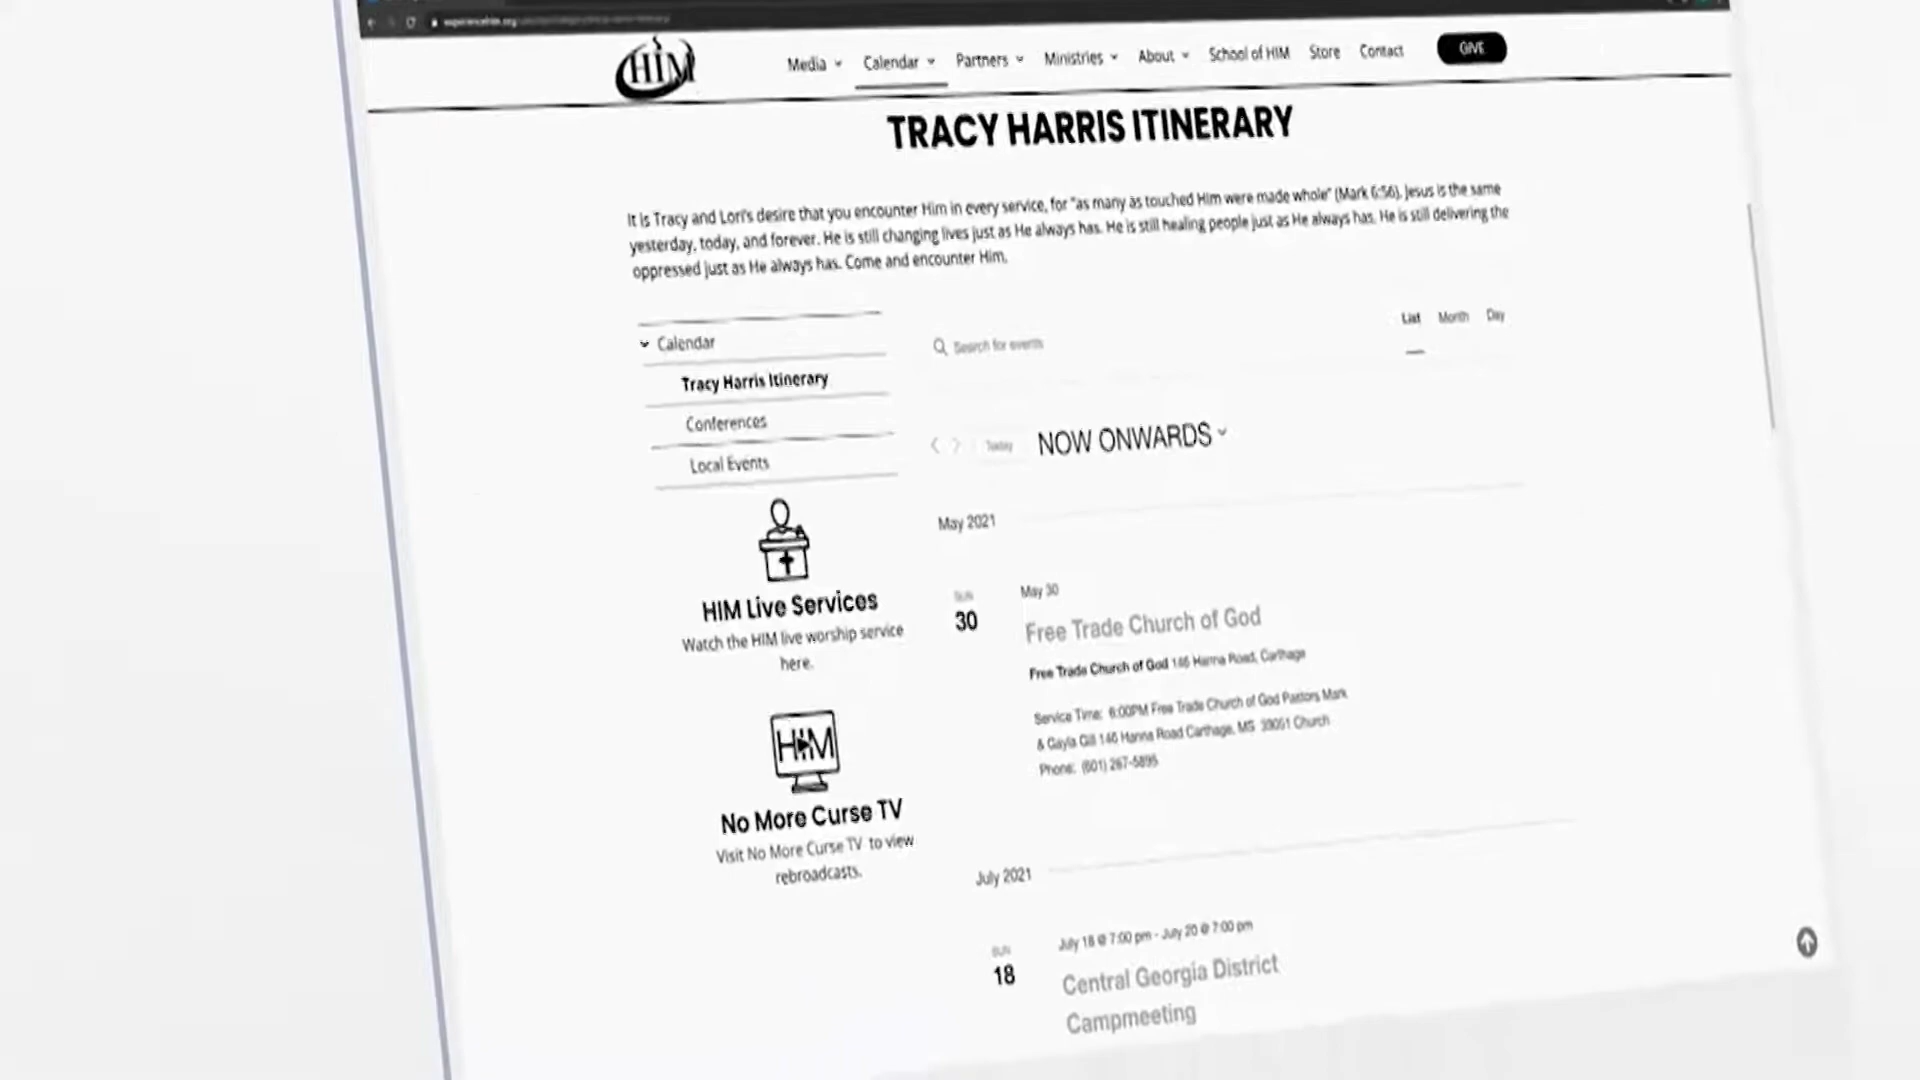 experiencehim.org
HIM
Media
Calendar
Partners
Ministries
About
School of HIM
Store
Contact
GIVE
TRACY HARRIS ITINERARY
It is Tracy and Lori's desire that you encounter Him in every service, for "as many as touched Him were made whole" (Mark 6:56). Jesus is the same
yesterday, today, and forever. He is still changing lives just as He always has. He is still healing people just as He always has. He is still delivering the
oppressed just as He always has. Come and encounter Him.
Calendar
Tracy Harris Itinerary
Conferences
Local Events
HIM Live Services
Watch the HIM live worship service
here.
HIM
No More Curse TV
Visit No More Curse TV to view
rebroadcasts.
Search for events
List
Month
Day
Today
NOW ONWARDS
May 2021
SUN
30
May 30
Free Trade Church of God
Free Trade Church of God 146 Hanna Road, Carthage
Service Time: 6:00PM Free Trade Church of God Pastors Mark
& Gayla Gill 146 Hanna Road Carthage, MS 39051 Church
Phone: (601) 267-5895
July 2021
SUN
18
July 18 @ 7:00 pm - July 20 @ 7:00 pm
Central Georgia District
Campmeeting